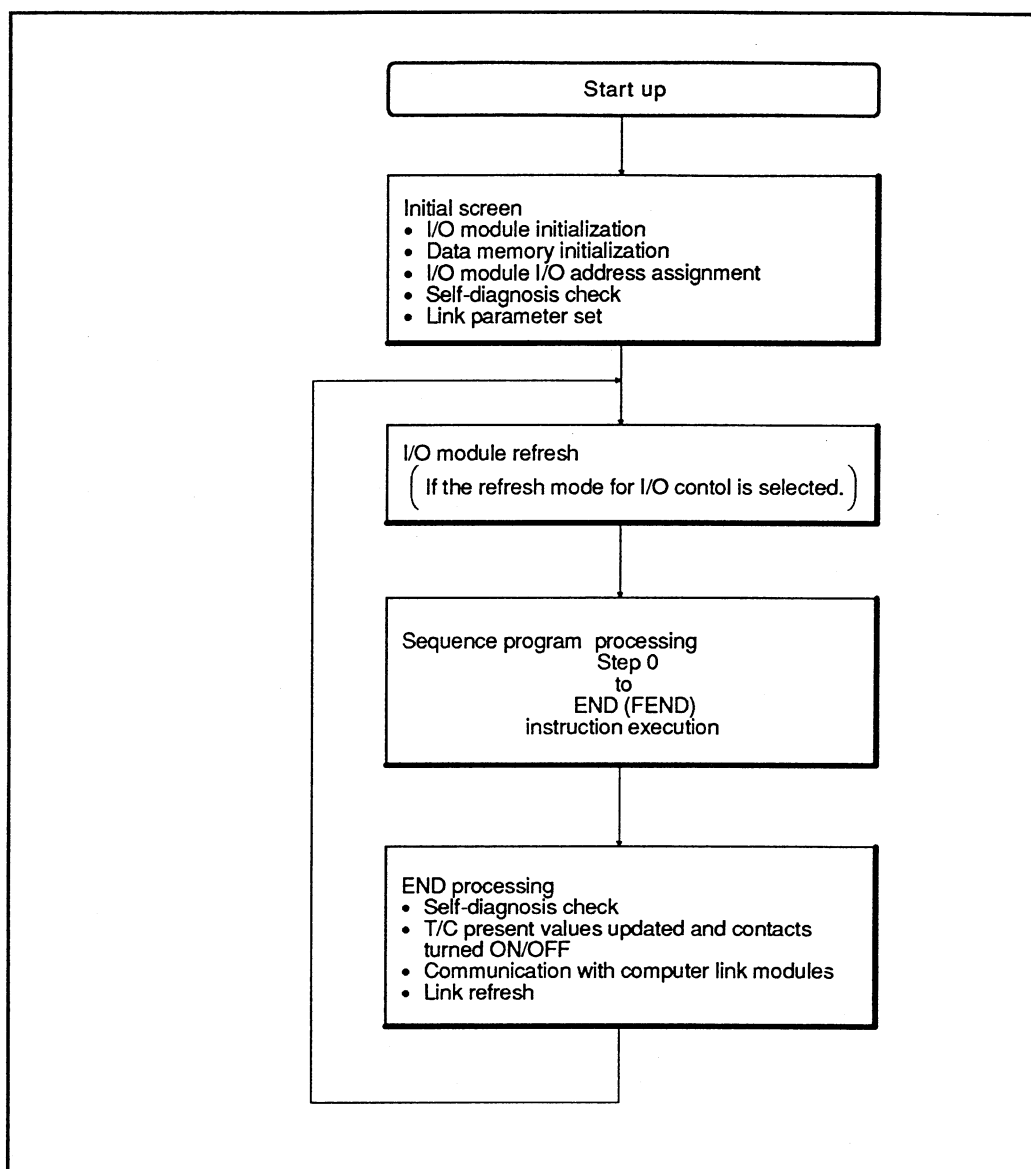 Start up
Initial screen
• I/O module initialization
• Data memory initialization
• I/O module I/O address assignment
• Self-diagnosis check
• Link parameter set
I/O module refresh
( If the refresh mode for I/O contol is selected. )
Sequence program processing
Step 0
to
END (FEND)
instruction execution
END processing
• Self-diagnosis check
• T/C present values updated and contacts
turned ON/OFF
• Communication with computer link modules
• Link refresh